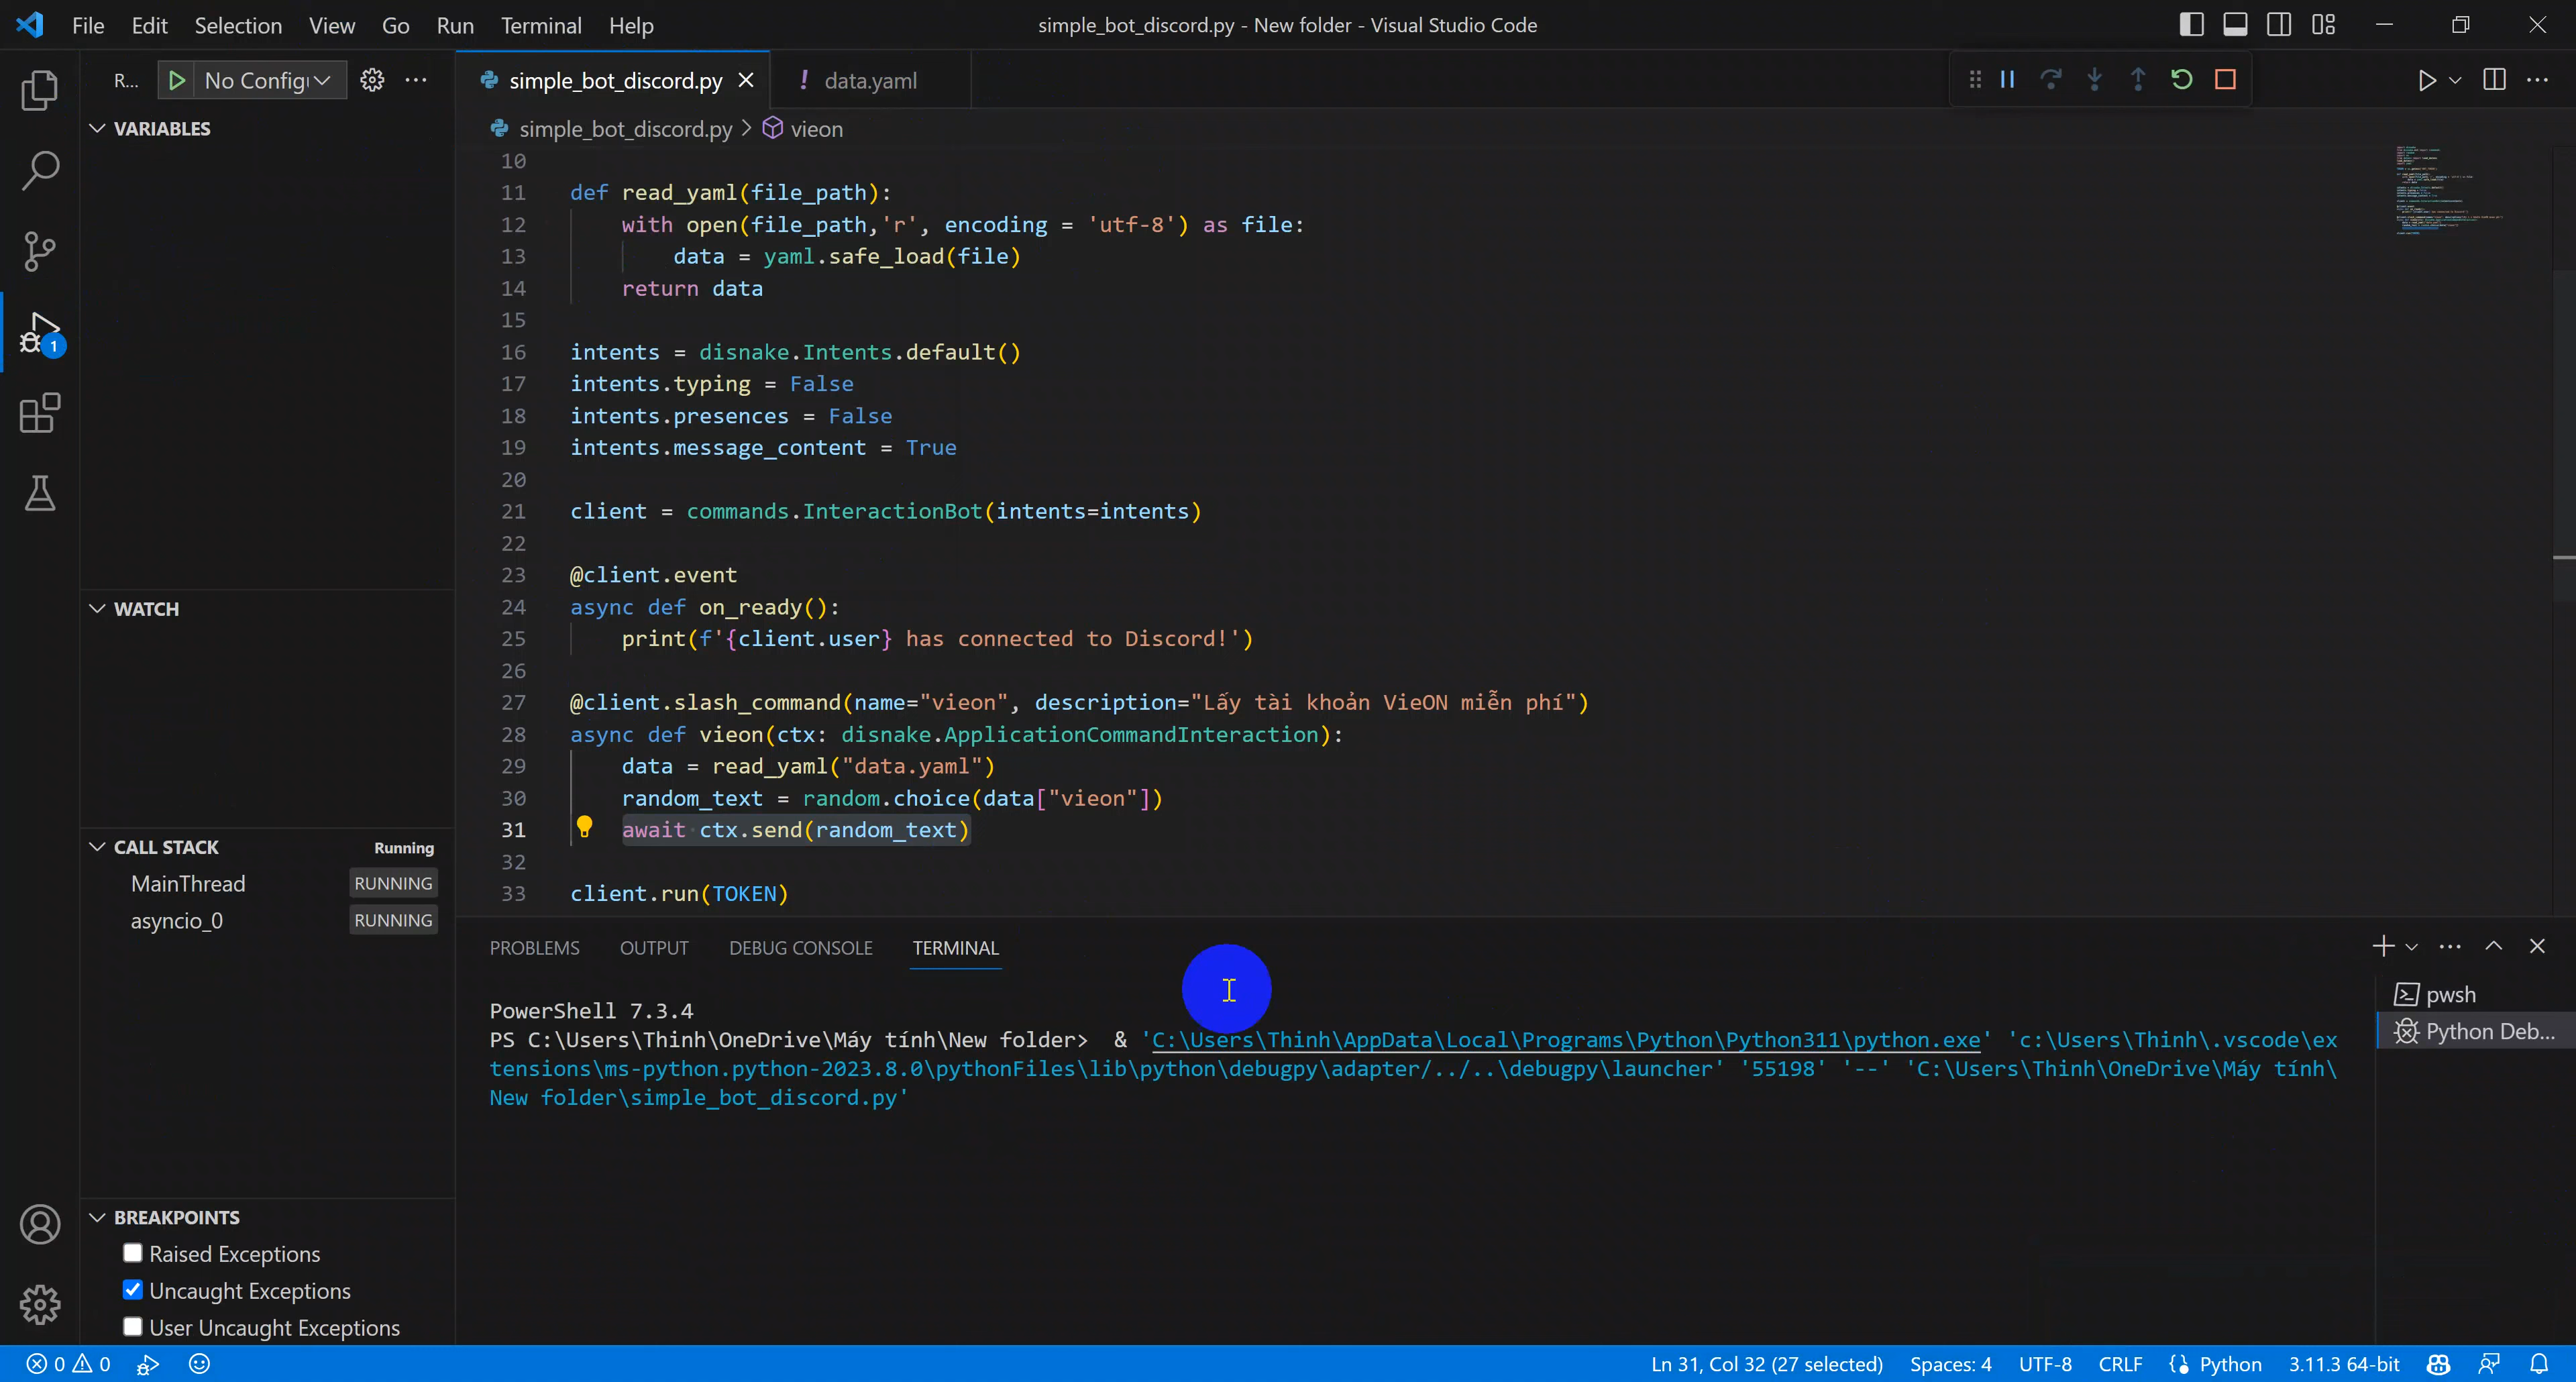 File Edit Selection View Go Run Terminal Help
simple_bot_discord.py - New folder - Visual Studio Code
R... No Config
simple_bot_discord.py
! data.yaml
simple_bot_discord.py > vieon
VARIABLES
10
11 def read_yaml(file_path):
12 with open(file_path,'r', encoding = 'utf-8') as file:
13 data = yaml.safe_load(file)
14 return data
15
16 intents = disnake.Intents.default()
17 intents.typing = False
18 intents.presences = False
19 intents.message_content = True
20
21 client = commands.InteractionBot(intents=intents)
22
23 @client.event
24 async def on_ready():
25 print(f'{client.user} has connected to Discord!')
26
27 @client.slash_command(name="vieon", description="Lấy tài khoản VieON miễn phí")
28 async def vieon(ctx: disnake.ApplicationCommandInteraction):
29 data = read_yaml("data.yaml")
30 random_text = random.choice(data["vieon"])
31 await ctx.send(random_text)
32
33 client.run(TOKEN)
1
WATCH
CALL STACK Running
MainThread RUNNING
asyncio_0 RUNNING
BREAKPOINTS
Raised Exceptions
Uncaught Exceptions
User Uncaught Exceptions
PROBLEMS OUTPUT DEBUG CONSOLE TERMINAL
PowerShell 7.3.4
PS C:\Users\Thinh\OneDrive\Máy tính\New folder> & 'C:\Users\Thinh\AppData\Local\Programs\Python\Python311\python.exe' 'c:\Users\Thinh\.vscode\ex
tensions\ms-python.python-2023.8.0\pythonFiles\lib\python\debugpy\adapter/../..\debugpy\launcher' '55198' '--' 'C:\Users\Thinh\OneDrive\Máy tính\
New folder\simple_bot_discord.py'
pwsh
Python Deb...
0 0
Ln 31, Col 32 (27 selected) Spaces: 4 UTF-8 CRLF Python 3.11.3 64-bit